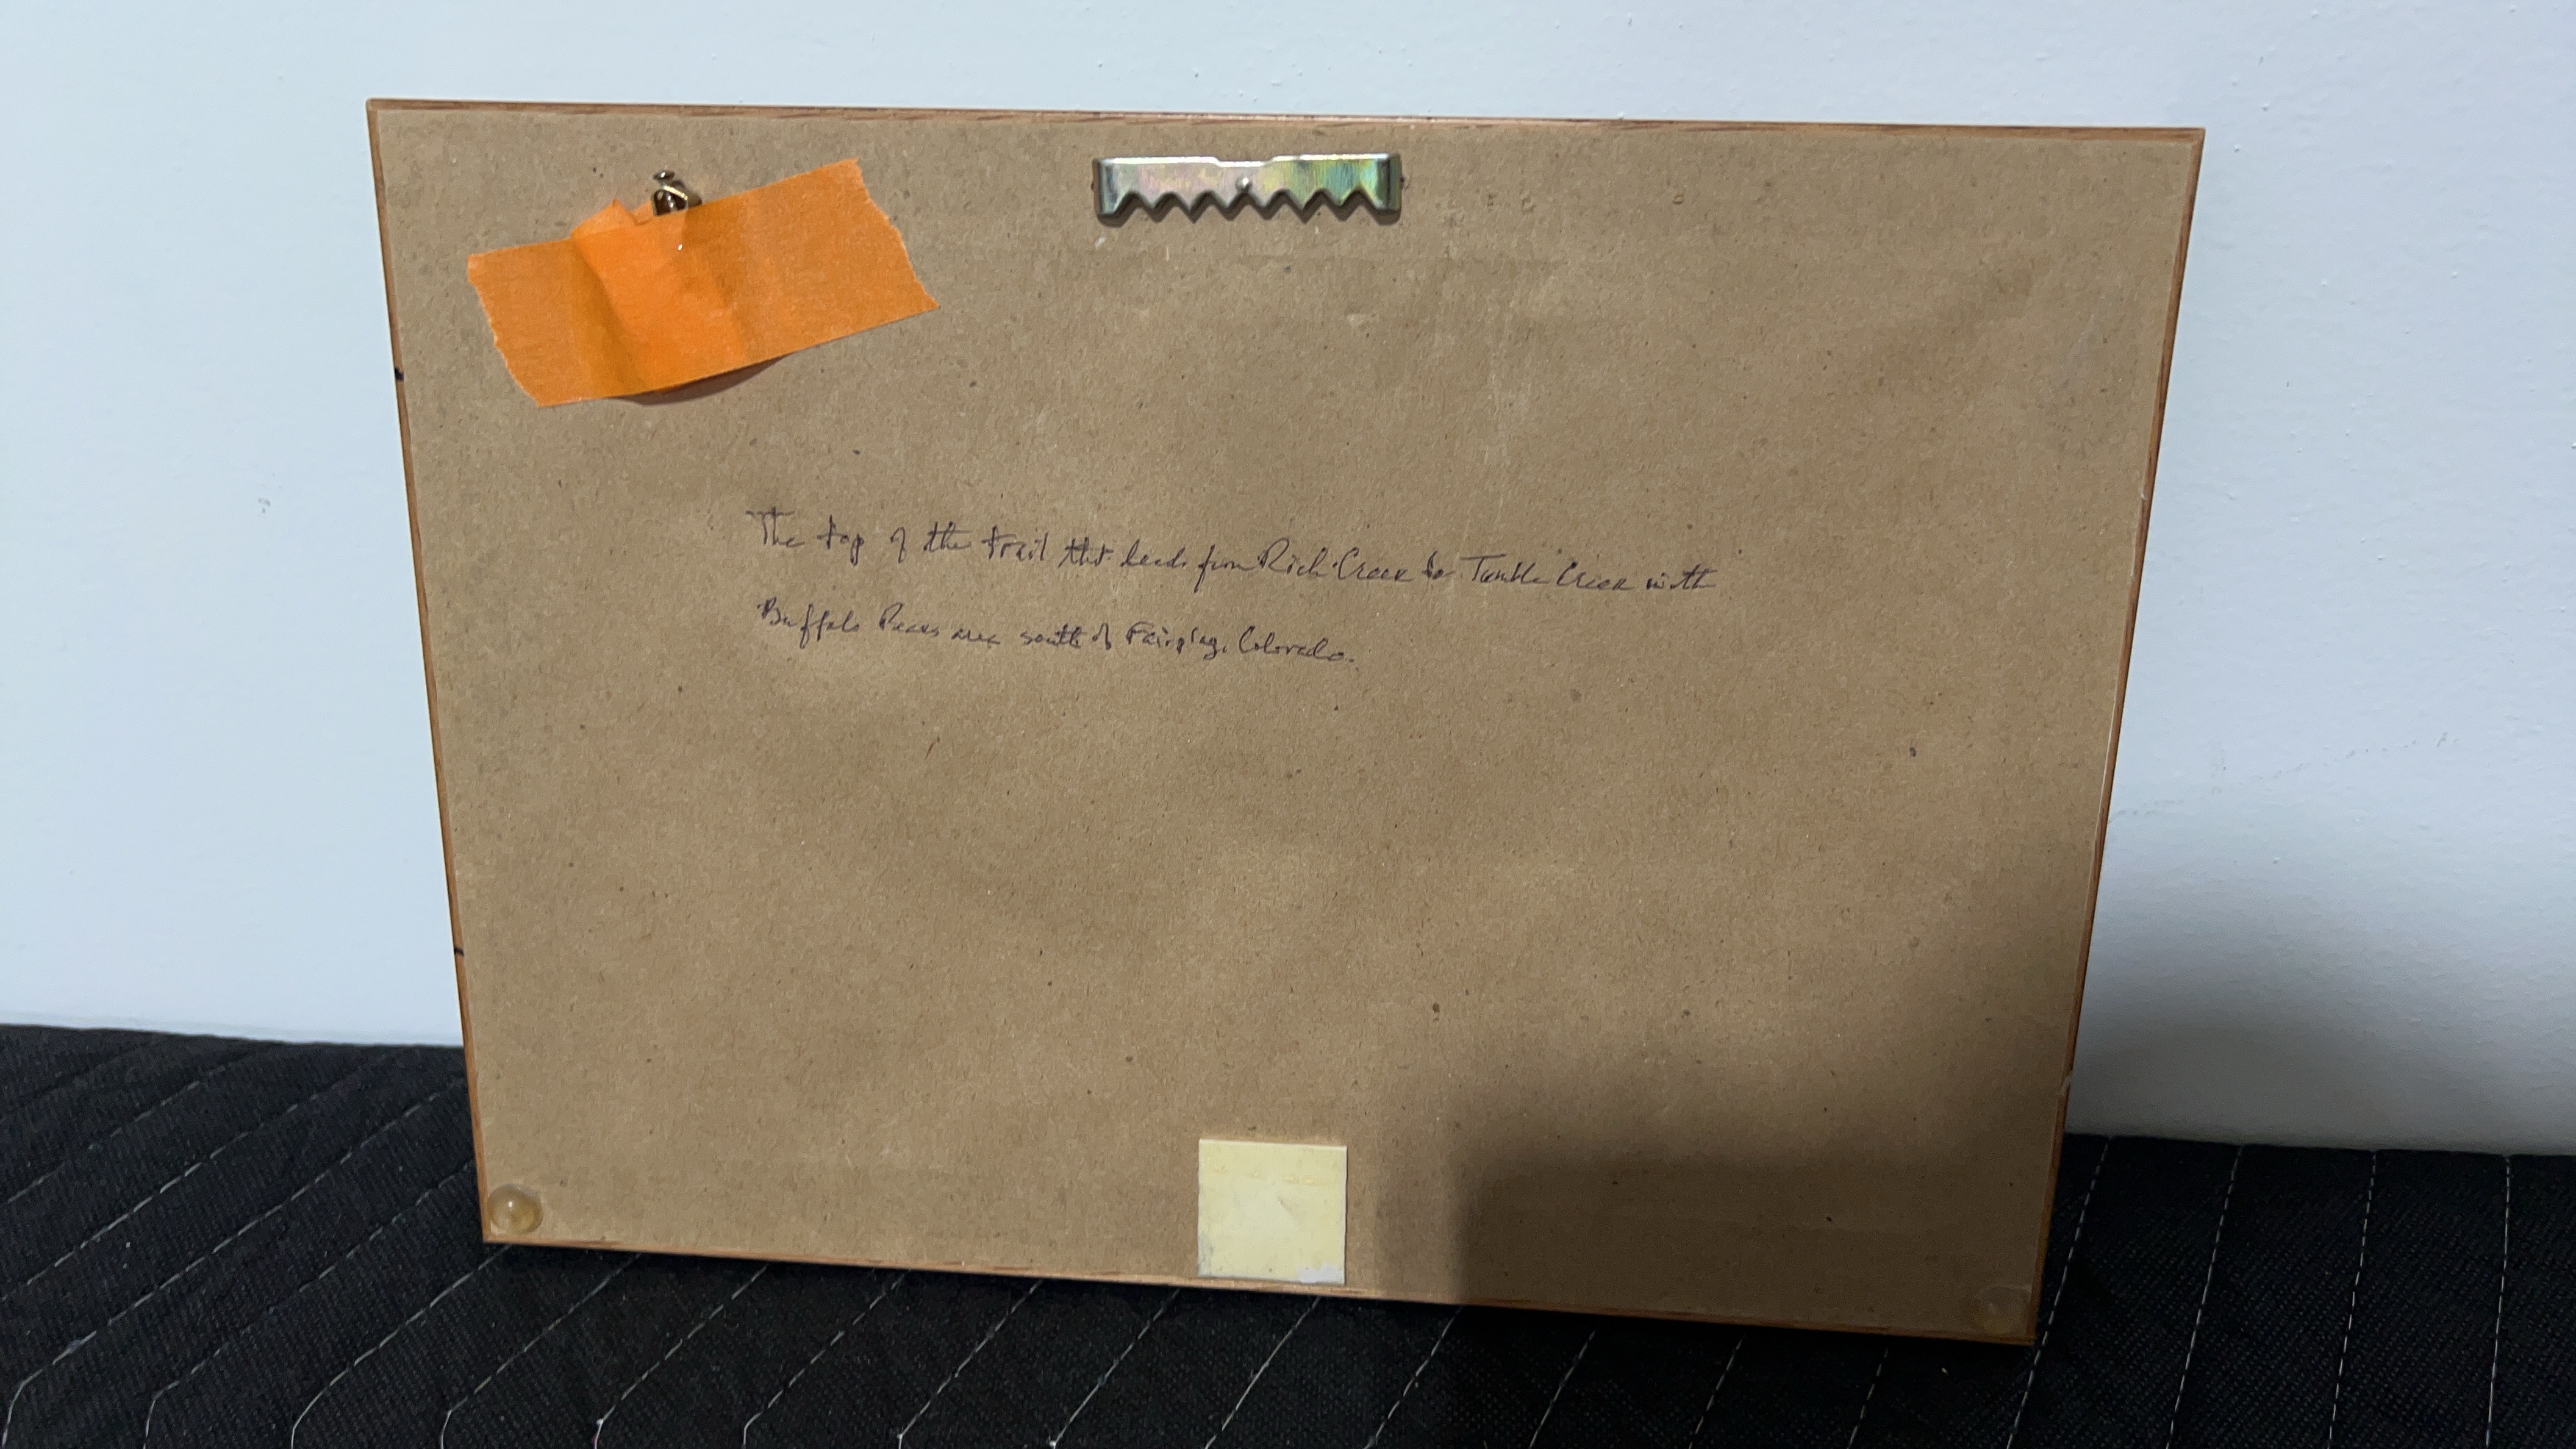 The top of the trail that leads from Rich Creek to Tumble Creek with
Buffalo Peaks area south of Fairplay, Colorado.